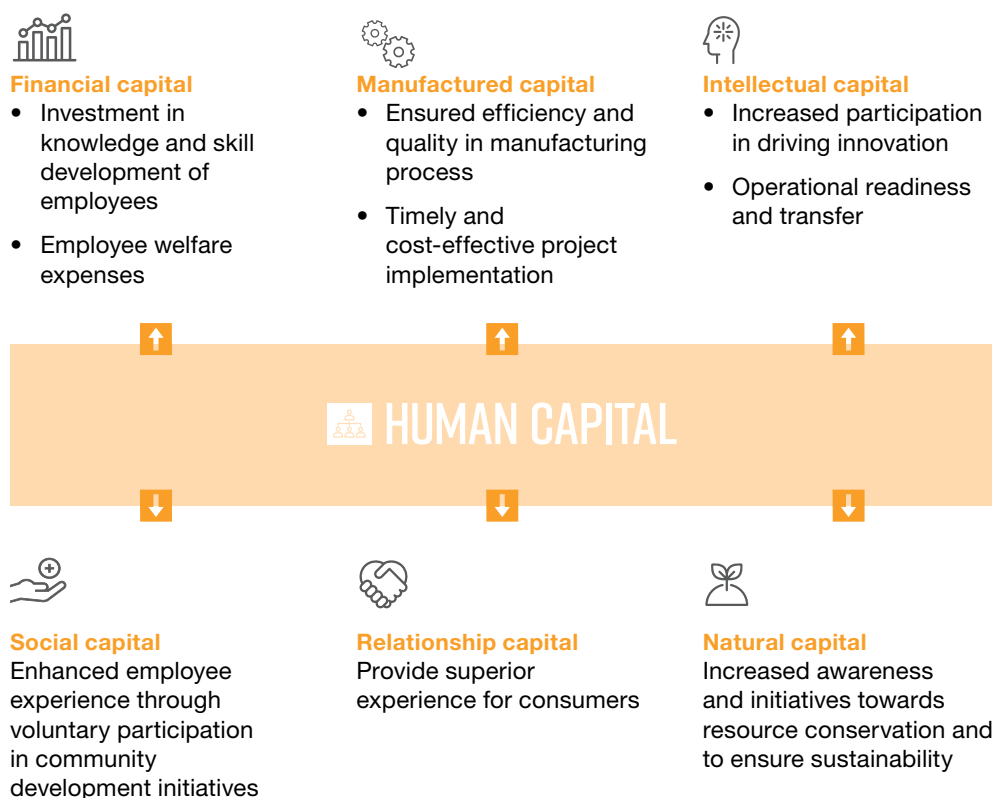 Financial capital
• Investment in
knowledge and skill
development of
employees
• Employee welfare
expenses
Manufactured capital
• Ensured efficiency and
quality in manufacturing
process
• Timely and
cost-effective project
implementation
Intellectual capital
• Increased participation
in driving innovation
• Operational readiness
and transfer
HUMAN CAPITAL
Social capital
Enhanced employee
experience through
voluntary participation
in community
development initiatives
Relationship capital
Provide superior
experience for consumers
Natural capital
Increased awareness
and initiatives towards
resource conservation and
to ensure sustainability